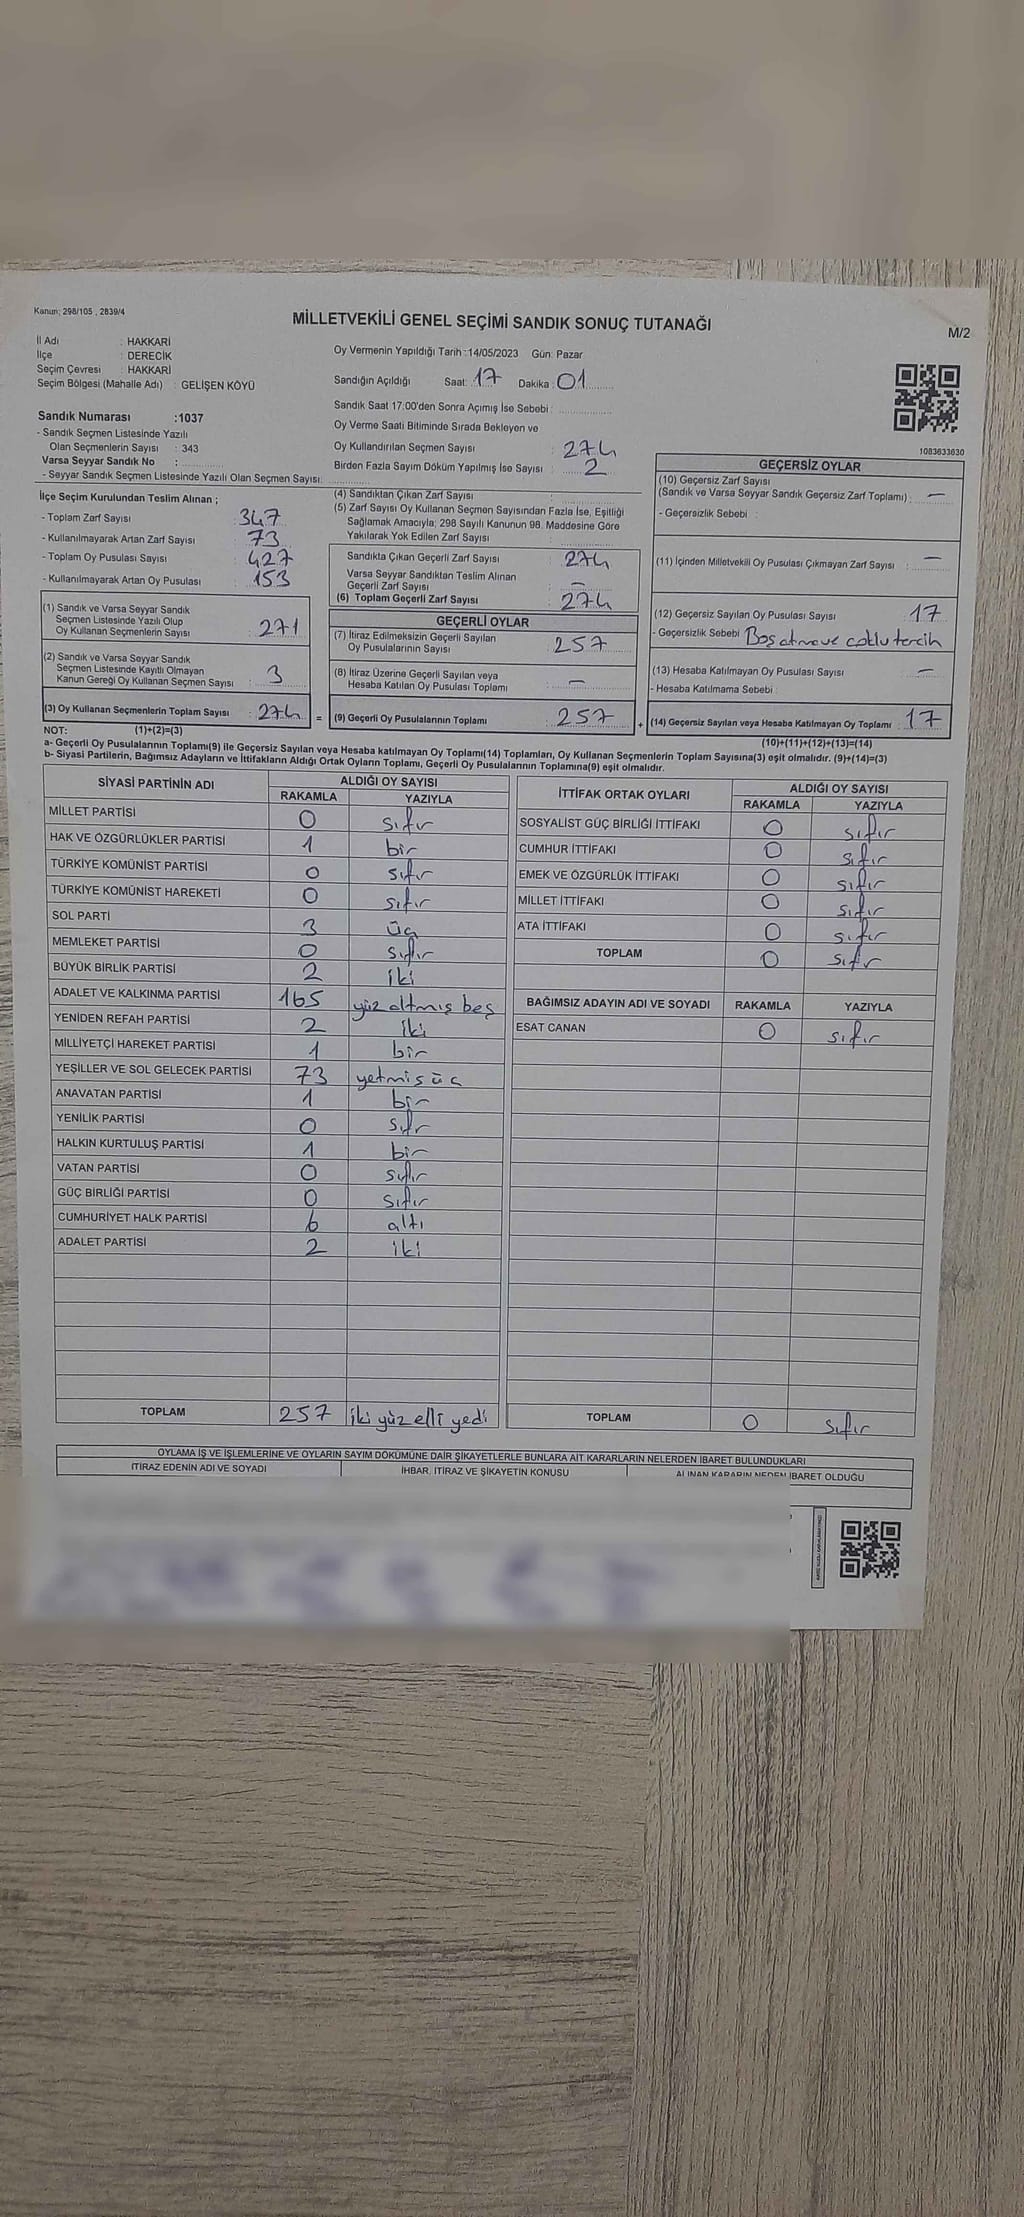 Kanun; 298/105 , 2839/4
MİLLETVEKİLİ GENEL SEÇİMİ SANDIK SONUÇ TUTANAĞI
M/2
İl Adı : HAKKARİ
İlçe : DERECİK
Seçim Çevresi : HAKKARİ
Seçim Bölgesi (Mahalle Adı) : GELİŞEN KÖYÜ
Sandık Numarası :1037
- Sandık Seçmen Listesinde Yazılı
Olan Seçmenlerin Sayısı : 343
Varsa Seyyar Sandık No :
- Seyyar Sandık Seçmen Listesinde Yazılı Olan Seçmen Sayısı:
Oy Vermenin Yapıldığı Tarih :14/05/2023 Gün: Pazar
Sandığın Açıldığı Saat: 17 Dakika : 01
Sandık Saat 17:00'den Sonra Açımış İse Sebebi :
Oy Verme Saati Bitiminde Sırada Bekleyen ve
Oy Kullandırılan Seçmen Sayısı : 274
Birden Fazla Sayım Döküm Yapılmış İse Sayısı : 2
1083633630
İlçe Seçim Kurulundan Teslim Alınan ;
- Toplam Zarf Sayısı : 347
- Kullanılmayarak Artan Zarf Sayısı : 73
- Toplam Oy Pusulası Sayısı : 427
- Kullanılmayarak Artan Oy Pusulası : 153
(1) Sandık ve Varsa Seyyar Sandık
Seçmen Listesinde Yazılı Olup
Oy Kullanan Seçmenlerin Sayısı : 271
(2) Sandık ve Varsa Seyyar Sandık
Seçmen Listesinde Kayıtlı Olmayan
Kanun Gereği Oy Kullanan Seçmen Sayısı : 3
(3) Oy Kullanan Seçmenlerin Toplam Sayısı : 274 =
(4) Sandıktan Çıkan Zarf Sayısı :
(5) Zarf Sayısı Oy Kullanan Seçmen Sayısından Fazla İse, Eşitliği
Sağlamak Amacıyla; 298 Sayılı Kanunun 98. Maddesine Göre
Yakılarak Yok Edilen Zarf Sayısı :
Sandıkta Çıkan Geçerli Zarf Sayısı : 274
Varsa Seyyar Sandıktan Teslim Alınan
Geçerli Zarf Sayısı : –
(6) Toplam Geçerli Zarf Sayısı : 274
GEÇERLİ OYLAR
(7) İtiraz Edilmeksizin Geçerli Sayılan
Oy Pusulalarının Sayısı : 257
(8) İtiraz Üzerine Geçerli Sayılan veya
Hesaba Katılan Oy Pusulası Toplamı : –
(9) Geçerli Oy Pusulalarının Toplamı : 257 +
GEÇERSİZ OYLAR
(10) Geçersiz Zarf Sayısı
(Sandık ve Varsa Seyyar Sandık Geçersiz Zarf Toplamı) : –
- Geçersizlik Sebebi :
(11) İçinden Milletvekili Oy Pusulası Çıkmayan Zarf Sayısı : –
(12) Geçersiz Sayılan Oy Pusulası Sayısı : 17
- Geçersizlik Sebebi : Boş atma ve çoklu tercih
(13) Hesaba Katılmayan Oy Pusulası Sayısı : –
- Hesaba Katılmama Sebebi :
(14) Geçersiz Sayılan veya Hesaba Katılmayan Oy Toplamı : 17
NOT: (1)+(2)=(3)
(10)+(11)+(12)+(13)=(14)
a- Geçerli Oy Pusulalarının Toplamı(9) ile Geçersiz Sayılan veya Hesaba katılmayan Oy Toplamı(14) Toplamları, Oy Kullanan Seçmenlerin Toplam Sayısına(3) eşit olmalıdır. (9)+(14)=(3)
b- Siyasi Partilerin, Bağımsız Adayların ve İttifakların Aldığı Ortak Oyların Toplamı, Geçerli Oy Pusulalarının Toplamına(9) eşit olmalıdır.
SİYASİ PARTİNİN ADI ALDIĞI OY SAYISI
RAKAMLA YAZIYLA
MİLLET PARTİSİ 0 sıfır
HAK VE ÖZGÜRLÜKLER PARTİSİ 1 bir
TÜRKİYE KOMÜNİST PARTİSİ 0 sıfır
TÜRKİYE KOMÜNİST HAREKETİ 0 sıfır
SOL PARTİ 3 üç
MEMLEKET PARTİSİ 0 sıfır
BÜYÜK BİRLİK PARTİSİ 2 iki
ADALET VE KALKINMA PARTİSİ 165 yüz altmış beş
YENİDEN REFAH PARTİSİ 2 iki
MİLLİYETÇİ HAREKET PARTİSİ 1 bir
YEŞİLLER VE SOL GELECEK PARTİSİ 73 yetmiş üç
ANAVATAN PARTİSİ 1 bir
YENİLİK PARTİSİ 0 sıfır
HALKIN KURTULUŞ PARTİSİ 1 bir
VATAN PARTİSİ 0 sıfır
GÜÇ BİRLİĞİ PARTİSİ 0 sıfır
CUMHURİYET HALK PARTİSİ 6 altı
ADALET PARTİSİ 2 iki
TOPLAM 257 iki yüz elli yedi
İTTİFAK ORTAK OYLARI ALDIĞI OY SAYISI
RAKAMLA YAZIYLA
SOSYALİST GÜÇ BİRLİĞİ İTTİFAKI 0 sıfır
CUMHUR İTTİFAKI 0 sıfır
EMEK VE ÖZGÜRLÜK İTTİFAKI 0 sıfır
MİLLET İTTİFAKI 0 sıfır
ATA İTTİFAKI 0 sıfır
TOPLAM 0 sıfır
BAĞIMSIZ ADAYIN ADI VE SOYADI RAKAMLA YAZIYLA
ESAT CANAN 0 sıfır
TOPLAM 0 sıfır
OYLAMA İŞ VE İŞLEMLERİNE VE OYLARIN SAYIM DÖKÜMÜNE DAİR ŞİKAYETLERLE BUNLARA AİT KARARLARIN NELERDEN İBARET BULUNDUKLARI
İTİRAZ EDENİN ADI VE SOYADI İHBAR, İTİRAZ VE ŞİKAYETİN KONUSU ALINAN KARARIN NEDEN İBARET OLDUĞU